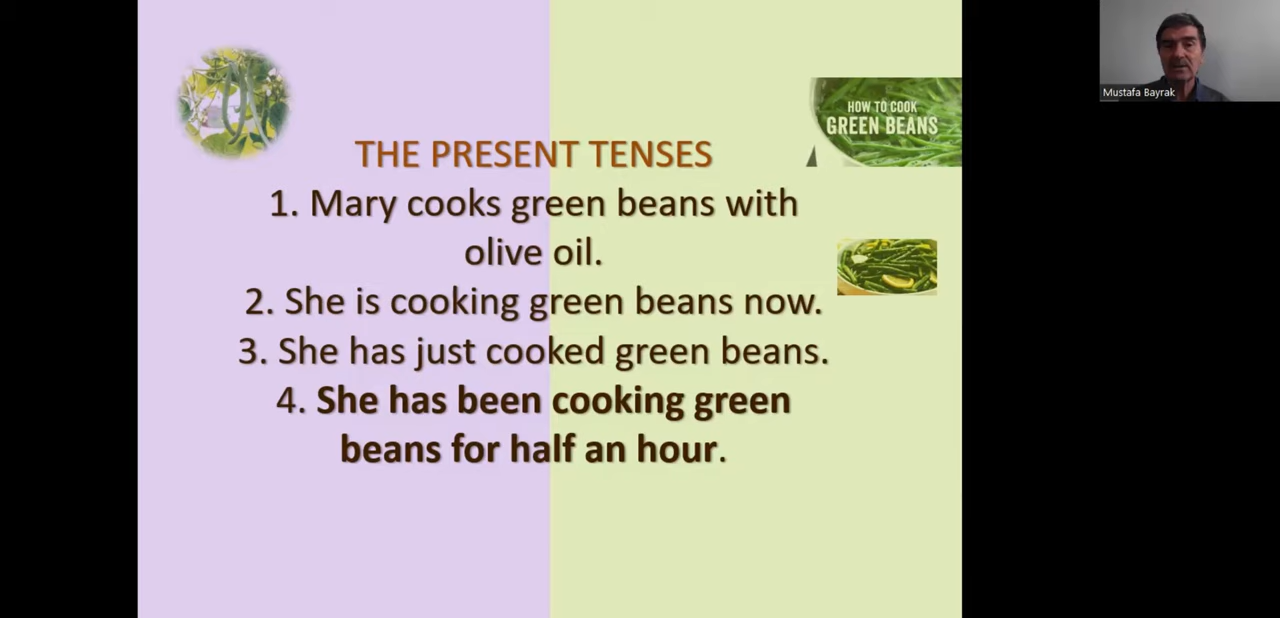 THE PRESENT TENSES
1. Mary cooks green beans with
olive oil.
2. She is cooking green beans now.
3. She has just cooked green beans.
4. She has been cooking green
beans for half an hour.
HOW TO COOK
GREEN BEANS
Mustafa Bayrak